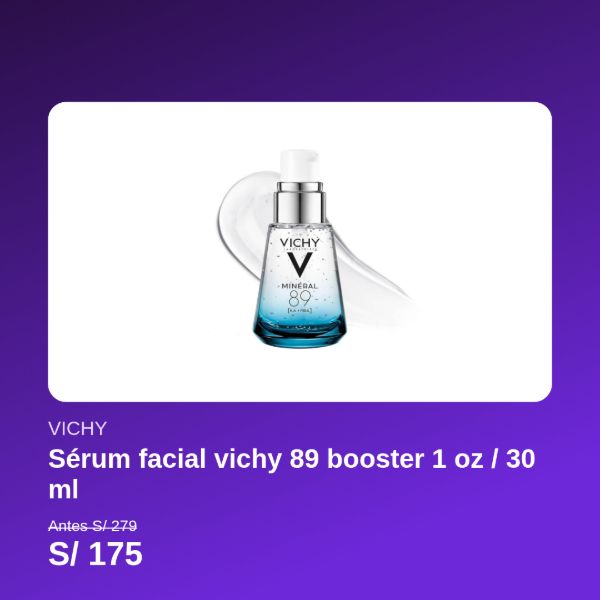 VICHY
MINÉRAL
89
VICHY
Sérum facial vichy 89 booster 1 oz / 30
ml
Antes S/ 279
S/ 175